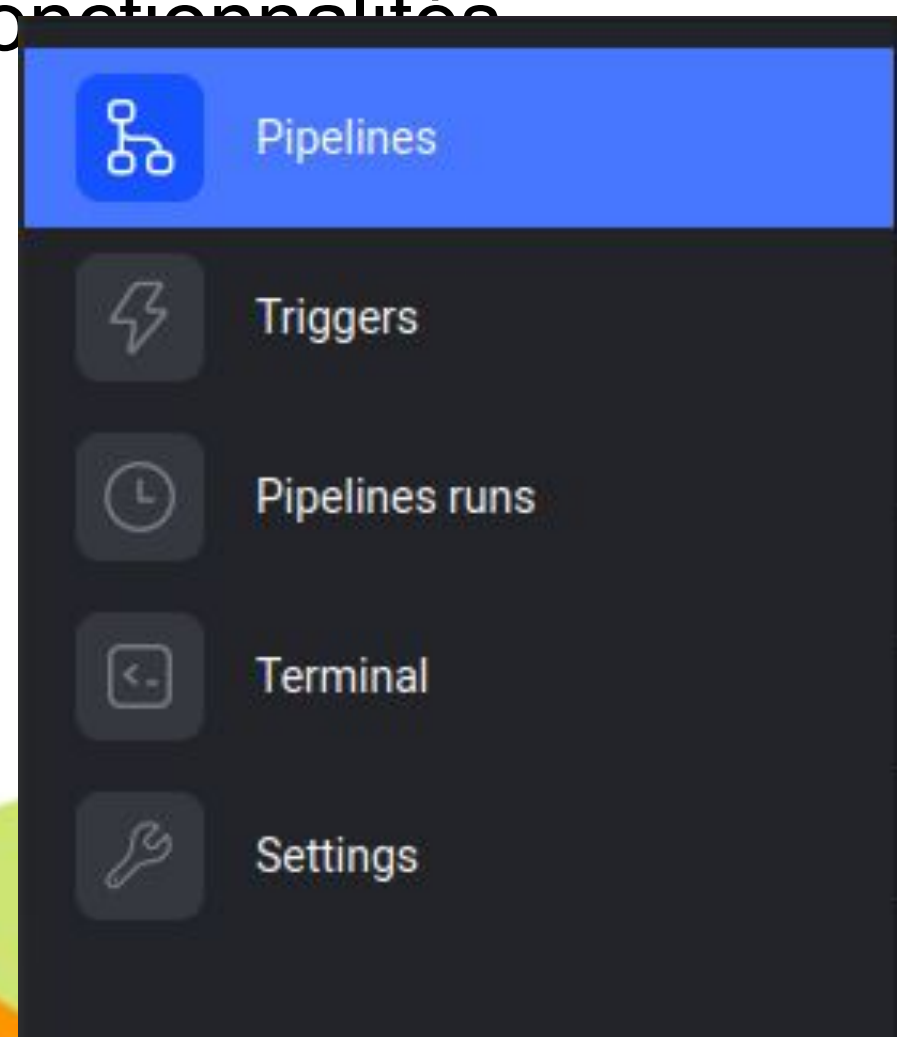 Pipelines
Triggers
Pipelines runs
Terminal
Settings